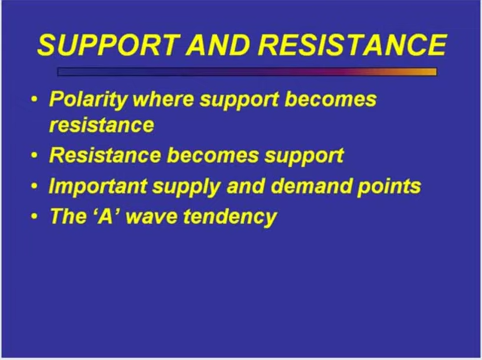 SUPPORT AND RESISTANCE
• Polarity where support becomes
resistance
• Resistance becomes support
• Important supply and demand points
• The ‘A’ wave tendency